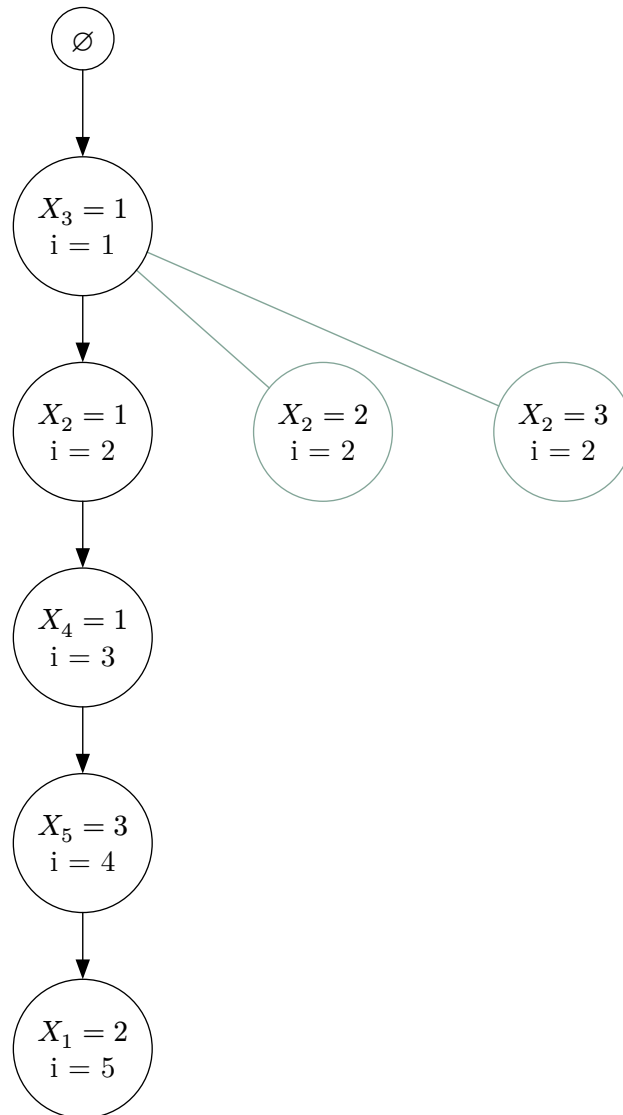 ∅
X₃ = 1
i = 1
X₂ = 1
i = 2
X₂ = 2
i = 2
X₂ = 3
i = 2
X₄ = 1
i = 3
X₅ = 3
i = 4
X₁ = 2
i = 5